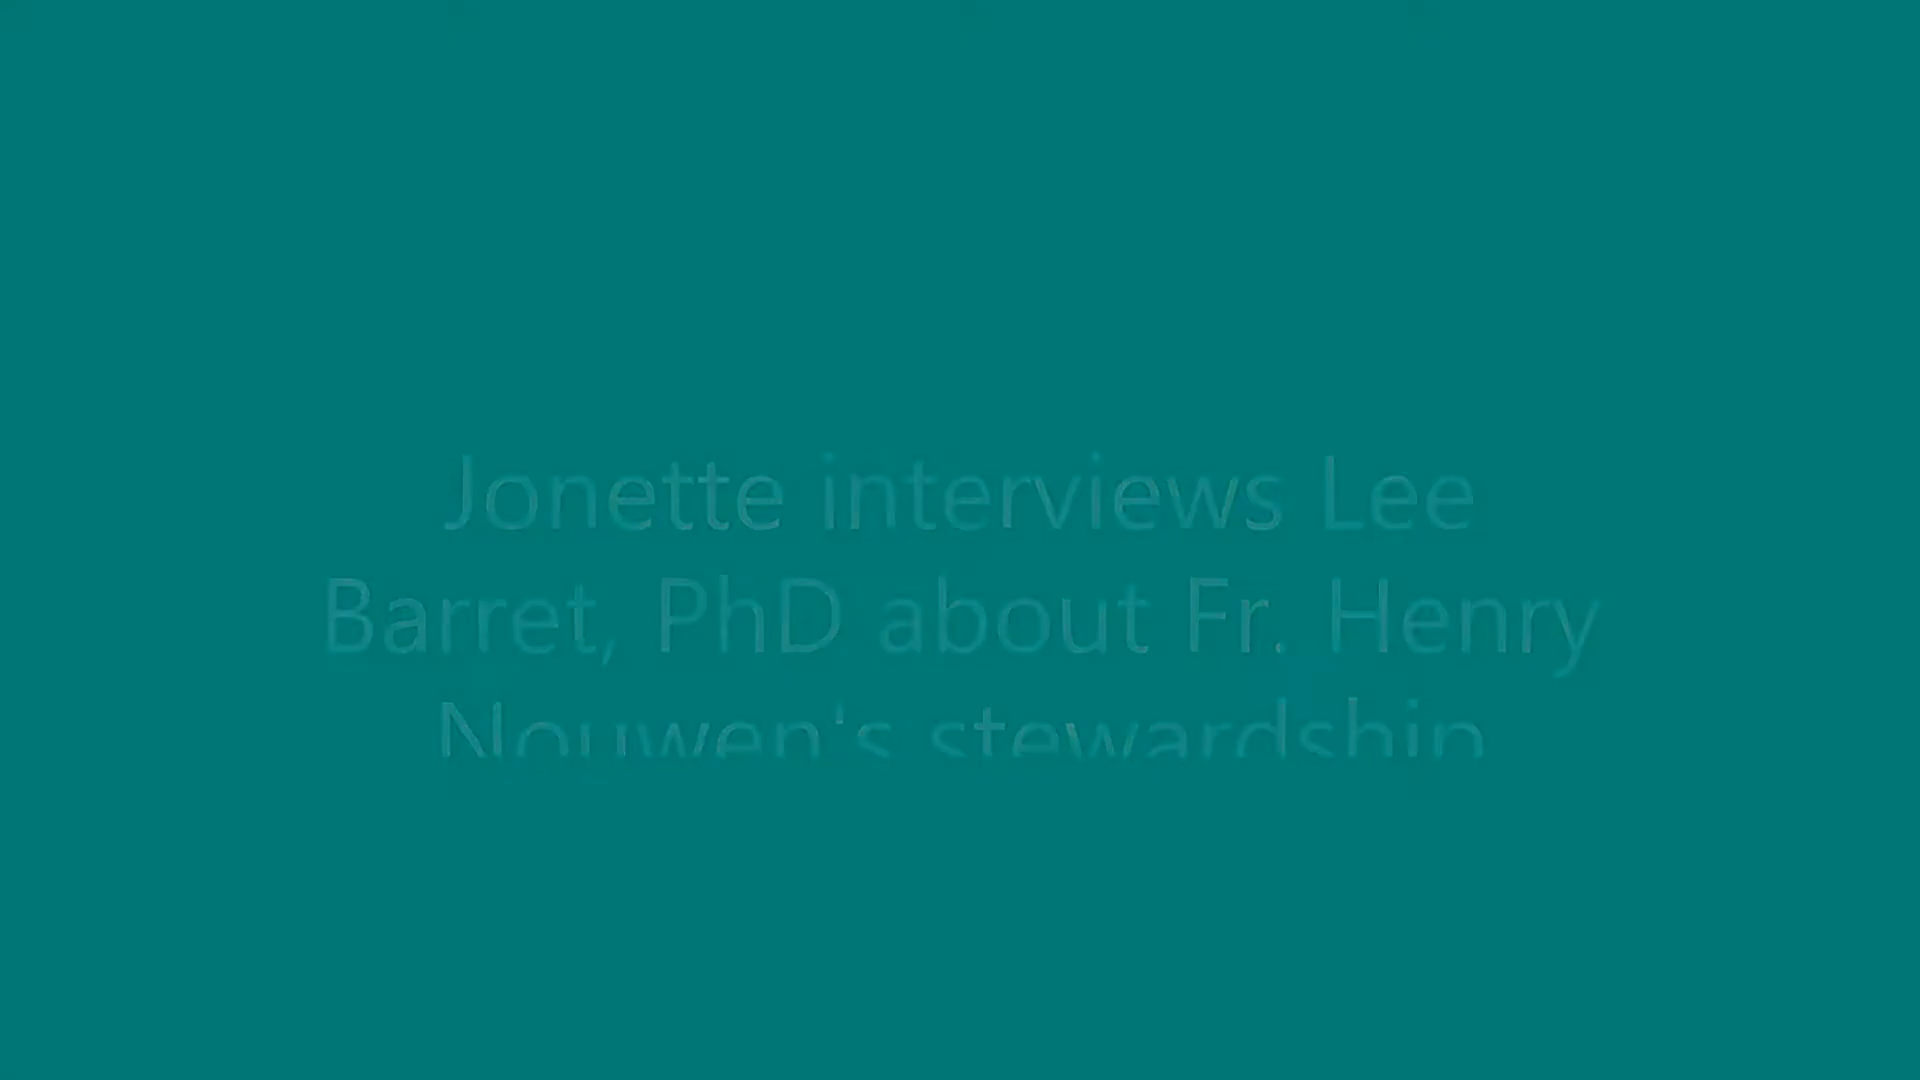 Jonette interviews Lee
Barret, PhD about Fr. Henry
Nouwen's stewardship